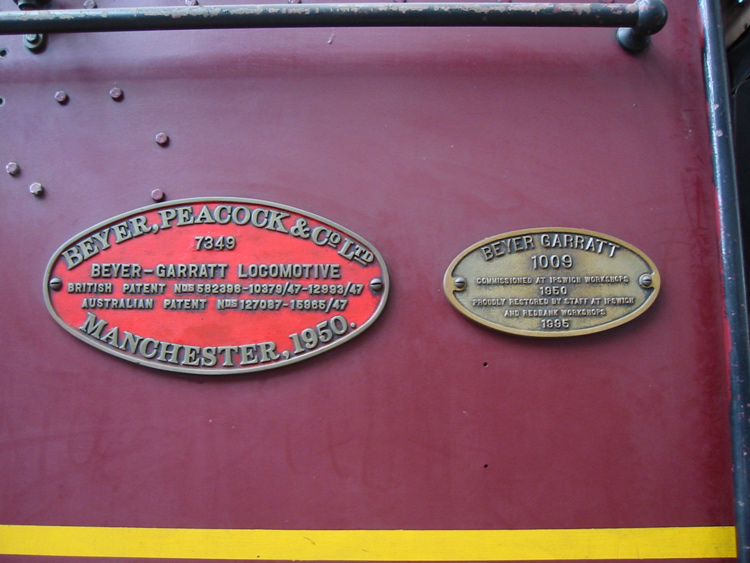 BEYER, PEACOCK & Co LTD
7349
BEYER-GARRATT LOCOMOTIVE
BRITISH PATENT Nos 582396-10379/47-12993/47
AUSTRALIAN PATENT Nos 127087-15965/47
MANCHESTER, 1950.
BEYER GARRATT
1009
COMMISSIONED AT IPSWICH WORKSHOPS
1950
PROUDLY RESTORED BY STAFF AT IPSWICH
AND REDBANK WORKSHOPS
1995